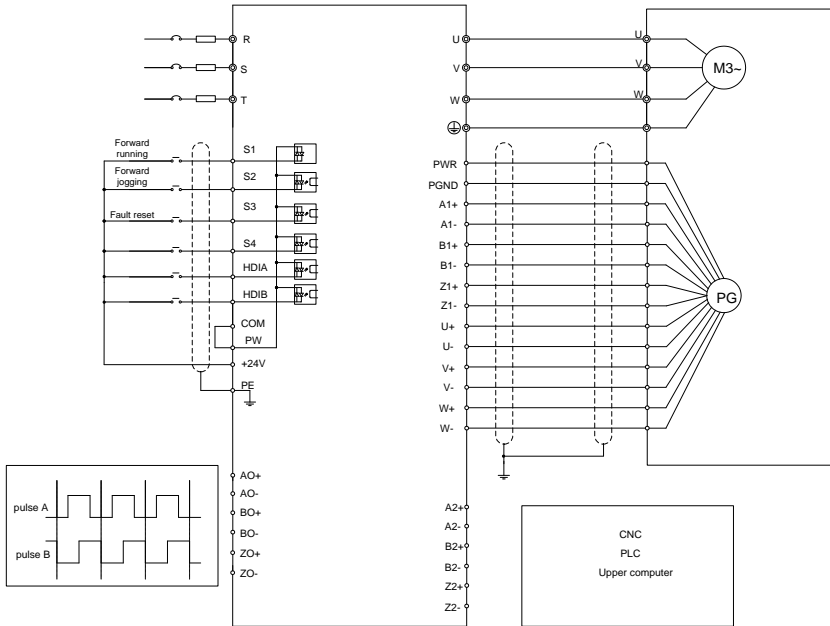 R
S
T
Forward
running
S1
Forward
jogging
S2
Fault reset
S3
S4
HDIA
HDIB
COM
PW
+24V
PE
U
V
W
U
V
W
M3~
PWR
PGND
A1+
A1-
B1+
B1-
Z1+
Z1-
U+
U-
V+
V-
W+
W-
PG
pulse A
pulse B
AO+
AO-
BO+
BO-
ZO+
ZO-
A2+
A2-
B2+
B2-
Z2+
Z2-
CNC
PLC
Upper computer